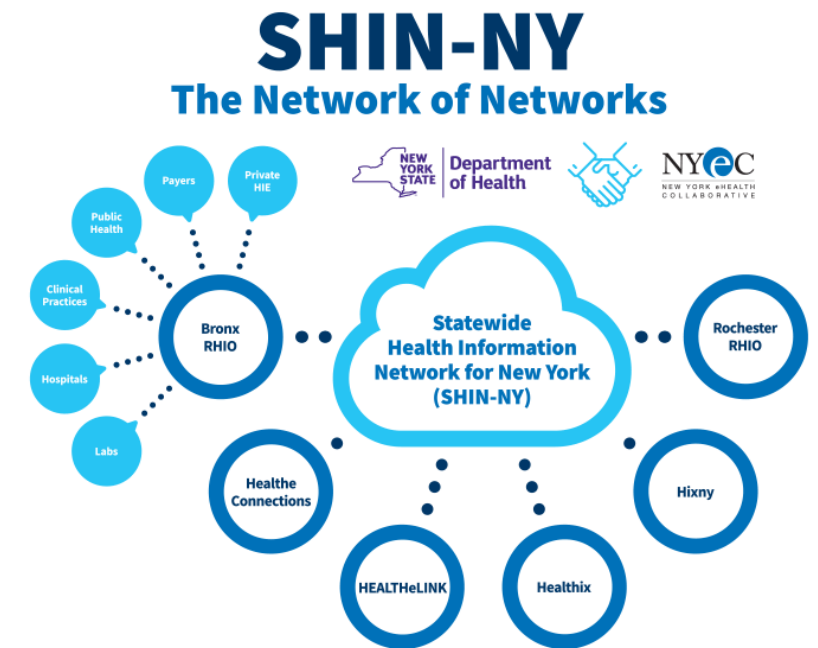 SHIN-NY
The Network of Networks
NEW
YORK
STATE
Department
of Health
NYeC
NEW YORK eHEALTH
COLLABORATIVE
Private
HIE
Payers
Public
Health
Clinical
Practices
Hospitals
Labs
Bronx
RHIO
Statewide
Health Information
Network for New York
(SHIN-NY)
Rochester
RHIO
Healthe
Connections
HEALTHeLINK
Healthix
Hixny